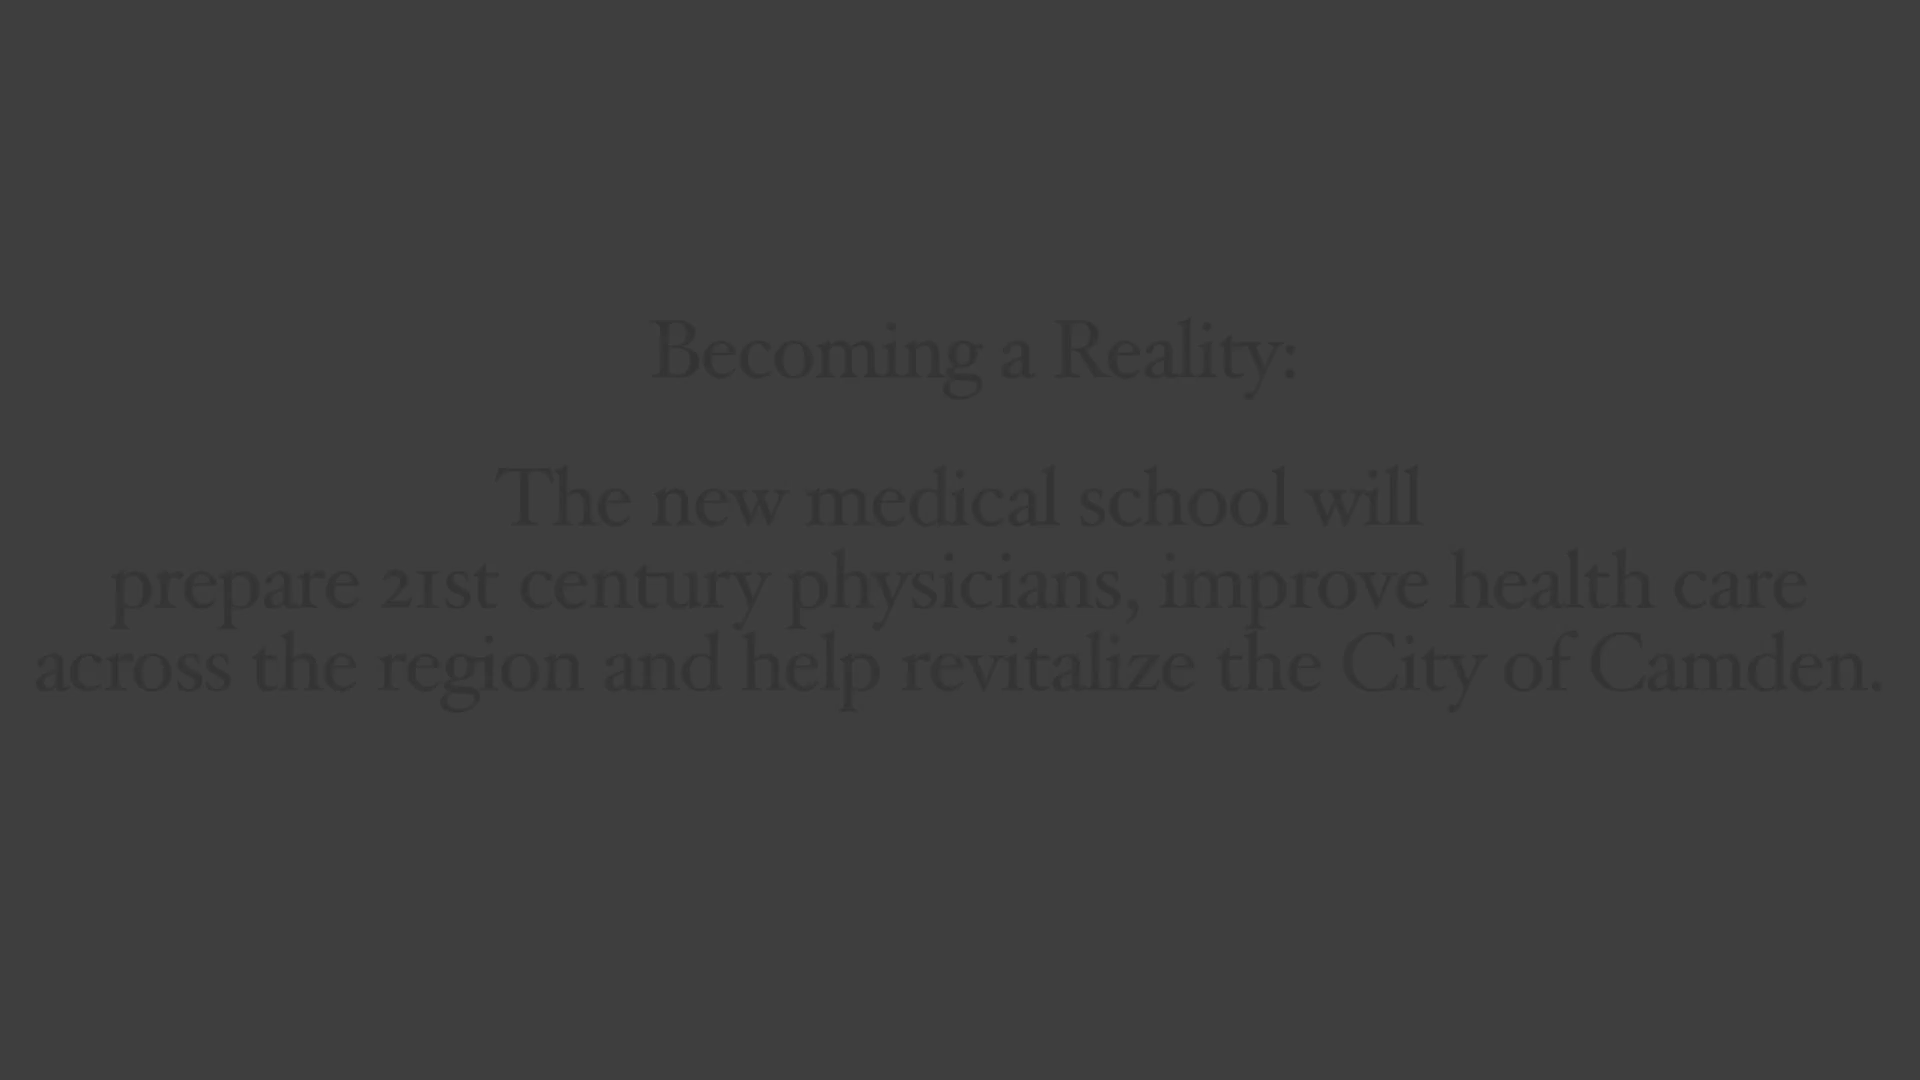 Becoming a Reality:
The new medical school will
prepare 21st century physicians, improve health care
across the region and help revitalize the City of Camden.